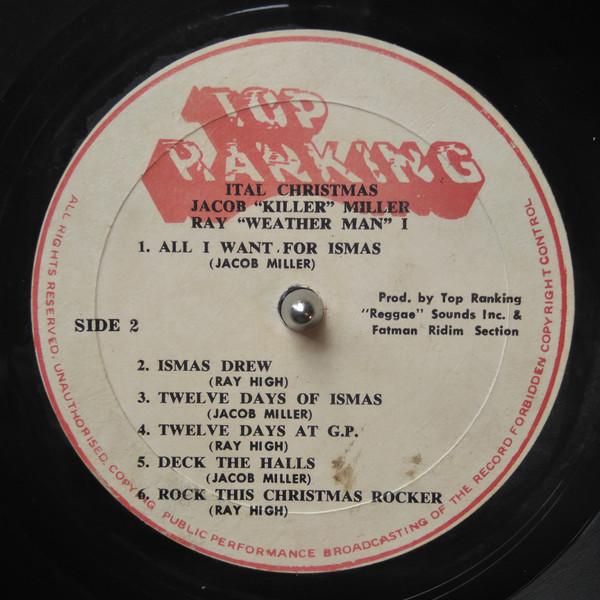 TOP
RANKING
ITAL CHRISTMAS
JACOB "KILLER" MILLER
RAY "WEATHER MAN" I
1. ALL I WANT FOR ISMAS
(JACOB MILLER)
Prod. by Top Ranking
"Reggae" Sounds Inc. &
Fatman Ridim Section
SIDE 2
2. ISMAS DREW
(RAY HIGH)
3. TWELVE DAYS OF ISMAS
(JACOB MILLER)
4. TWELVE DAYS AT G.P.
(RAY HIGH)
5. DECK THE HALLS
(JACOB MILLER)
6. ROCK THIS CHRISTMAS ROCKER
(RAY HIGH)
ALL RIGHTS RESERVED. UNAUTHORISED, COPYING PUBLIC PERFORMANCE BROADCASTING OF THE RECORD FORBIDDEN COPYRIGHT CONTROL